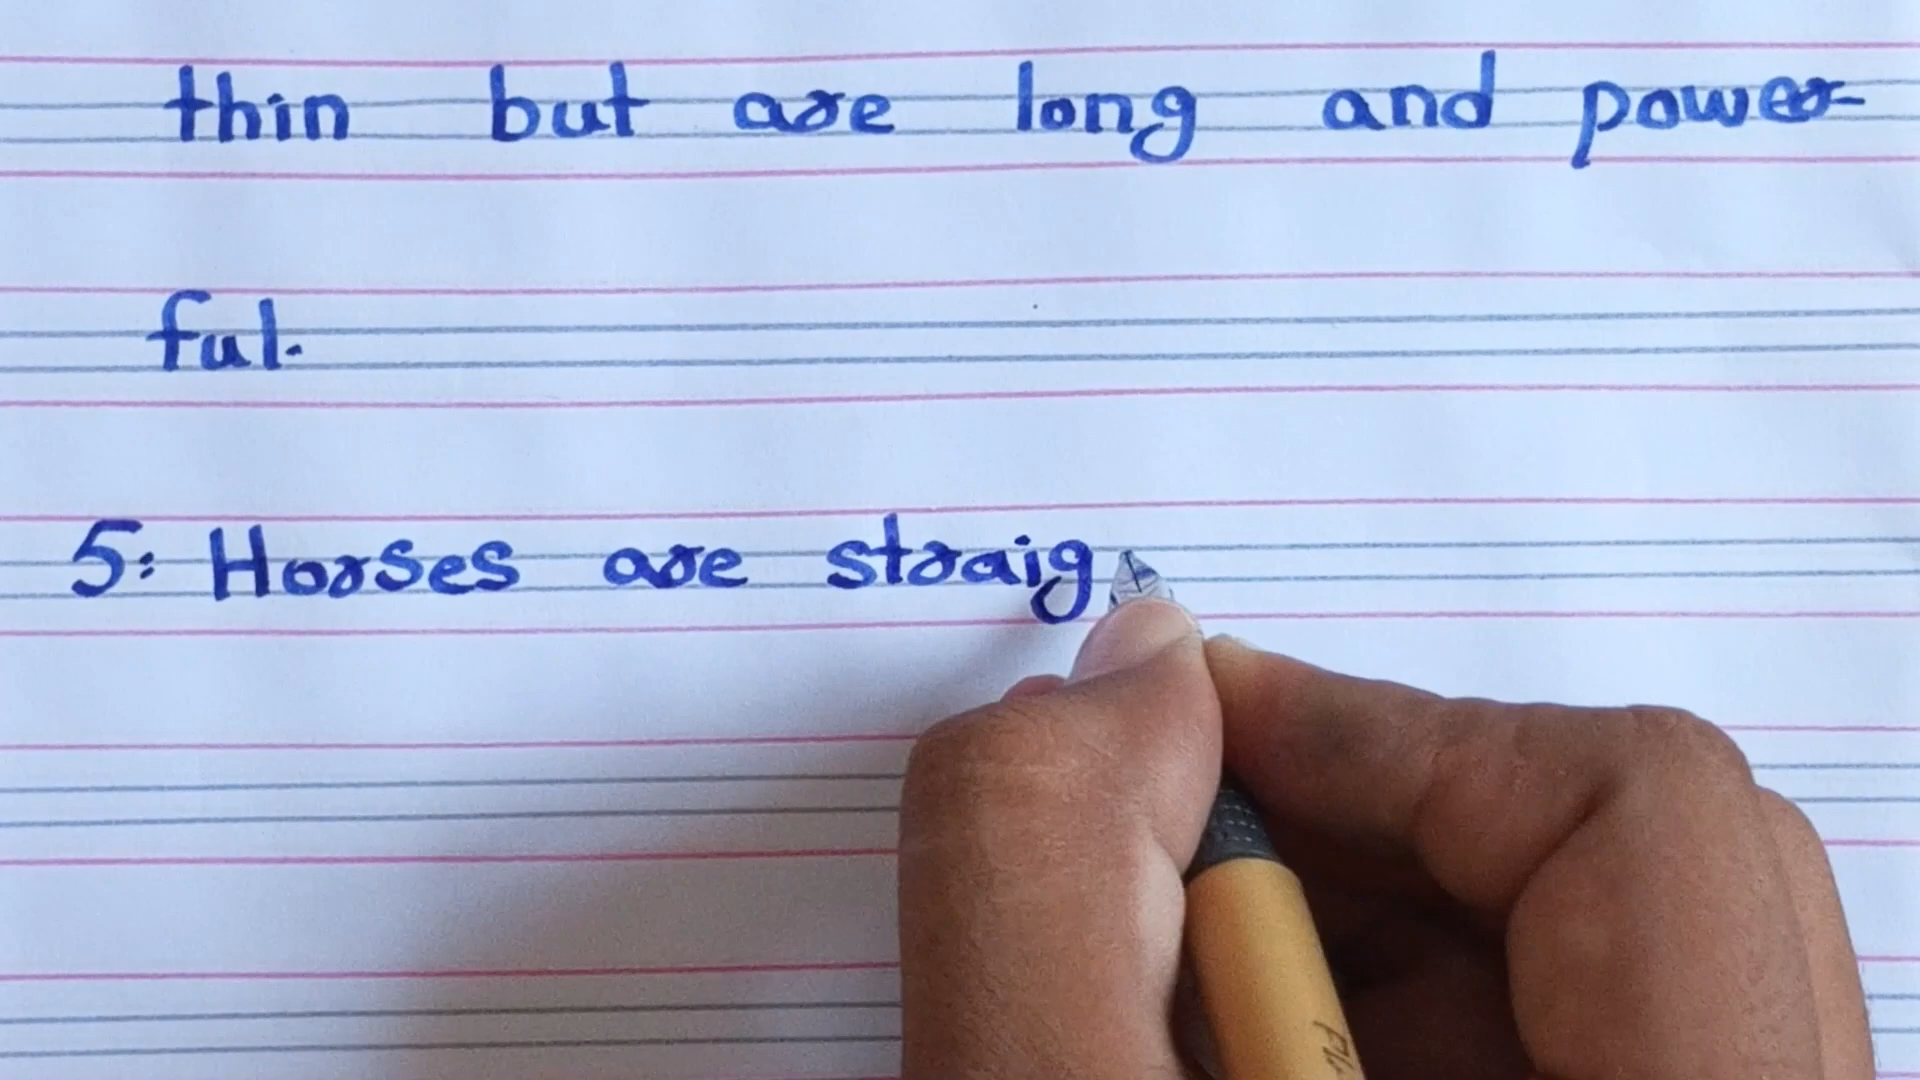 thin but are long and power-
ful.
5: Horses are straig